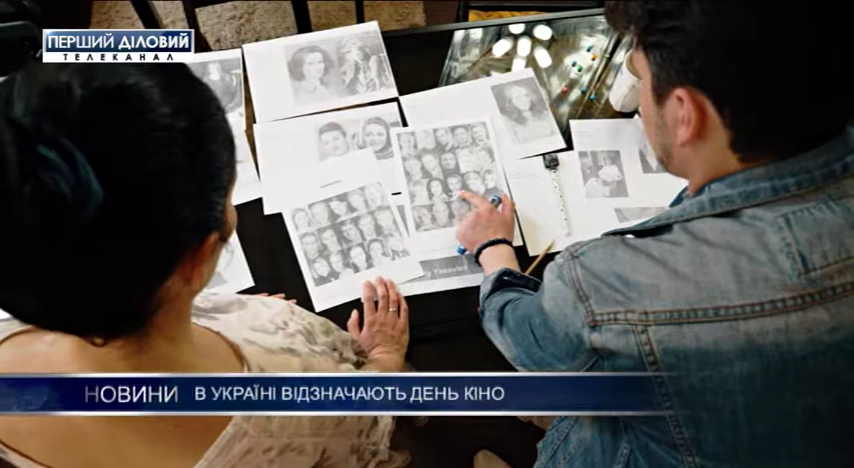 ПЕРШИЙ ДІЛОВИЙ
ТЕЛЕКАНАЛ
НОВИНИ В УКРАЇНІ ВІДЗНАЧАЮТЬ ДЕНЬ КІНО